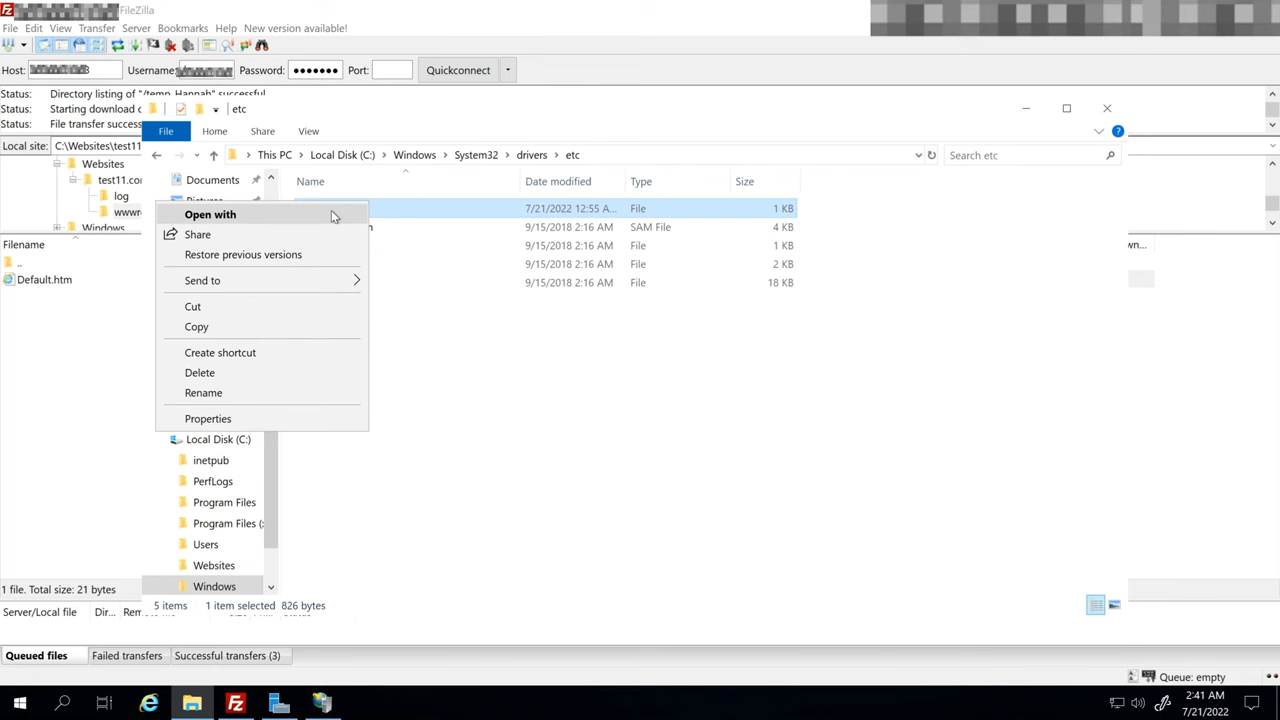 FileZilla
File Edit View Transfer Server Bookmarks Help New version available!
Host: Username: Password: ●●●●●●● Port: Quickconnect
Status: Directory listing of "/temp_Hannah" successful
Status: Starting download
Status: File transfer
etc
File Home Share View
Local site: C:\Websites\test11
This PC > Local Disk (C:) > Windows > System32 > drivers > etc
Search etc
Websites
log
Windows
Filename
..
Default.htm
Documents
Pictures
Name Date modified Type Size
7/21/2022 12:55 A... File 1 KB
9/15/2018 2:16 AM SAM File 4 KB
9/15/2018 2:16 AM File 1 KB
9/15/2018 2:16 AM File 2 KB
9/15/2018 2:16 AM File 18 KB
Open with
Share
Restore previous versions
Send to
Cut
Copy
Create shortcut
Delete
Rename
Properties
Local Disk (C:)
inetpub
PerfLogs
Program Files
Program Files (
Users
Websites
Windows
5 items 1 item selected 826 bytes
1 file. Total size: 21 bytes
Server/Local file Dir...
Queued files Failed transfers Successful transfers (3)
Queue: empty
2:41 AM
7/21/2022